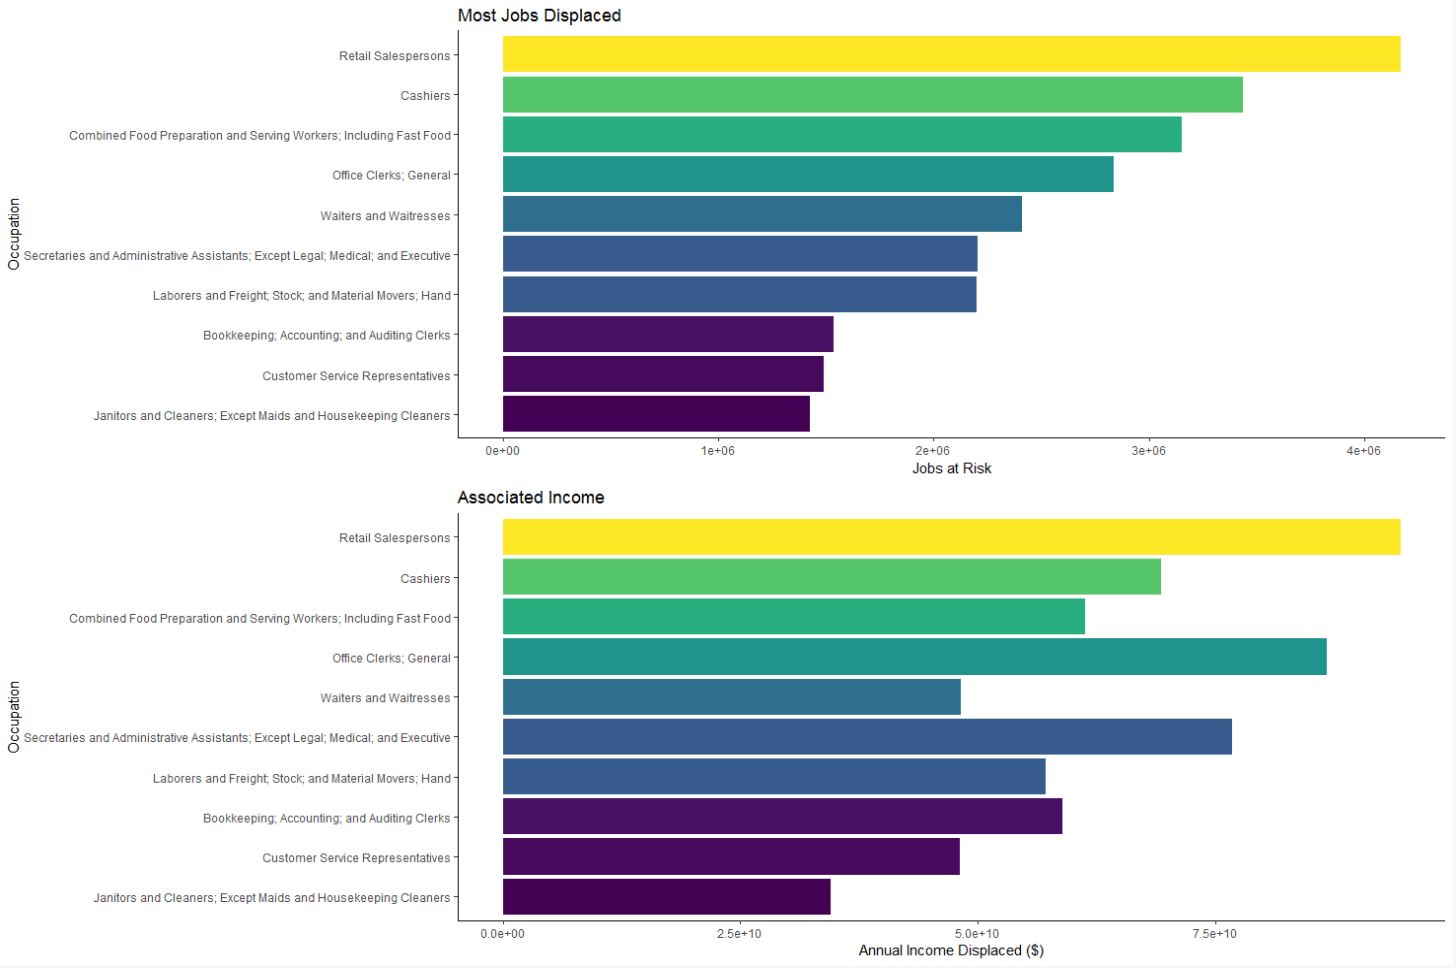 Most Jobs Displaced
Occupation
Retail Salespersons
Cashiers
Combined Food Preparation and Serving Workers; Including Fast Food
Office Clerks; General
Waiters and Waitresses
Secretaries and Administrative Assistants; Except Legal; Medical; and Executive
Laborers and Freight; Stock; and Material Movers; Hand
Bookkeeping; Accounting; and Auditing Clerks
Customer Service Representatives
Janitors and Cleaners; Except Maids and Housekeeping Cleaners
0e+00 1e+06 2e+06 3e+06 4e+06
Jobs at Risk
Associated Income
Occupation
Retail Salespersons
Cashiers
Combined Food Preparation and Serving Workers; Including Fast Food
Office Clerks; General
Waiters and Waitresses
Secretaries and Administrative Assistants; Except Legal; Medical; and Executive
Laborers and Freight; Stock; and Material Movers; Hand
Bookkeeping; Accounting; and Auditing Clerks
Customer Service Representatives
Janitors and Cleaners; Except Maids and Housekeeping Cleaners
0.0e+00 2.5e+10 5.0e+10 7.5e+10
Annual Income Displaced ($)